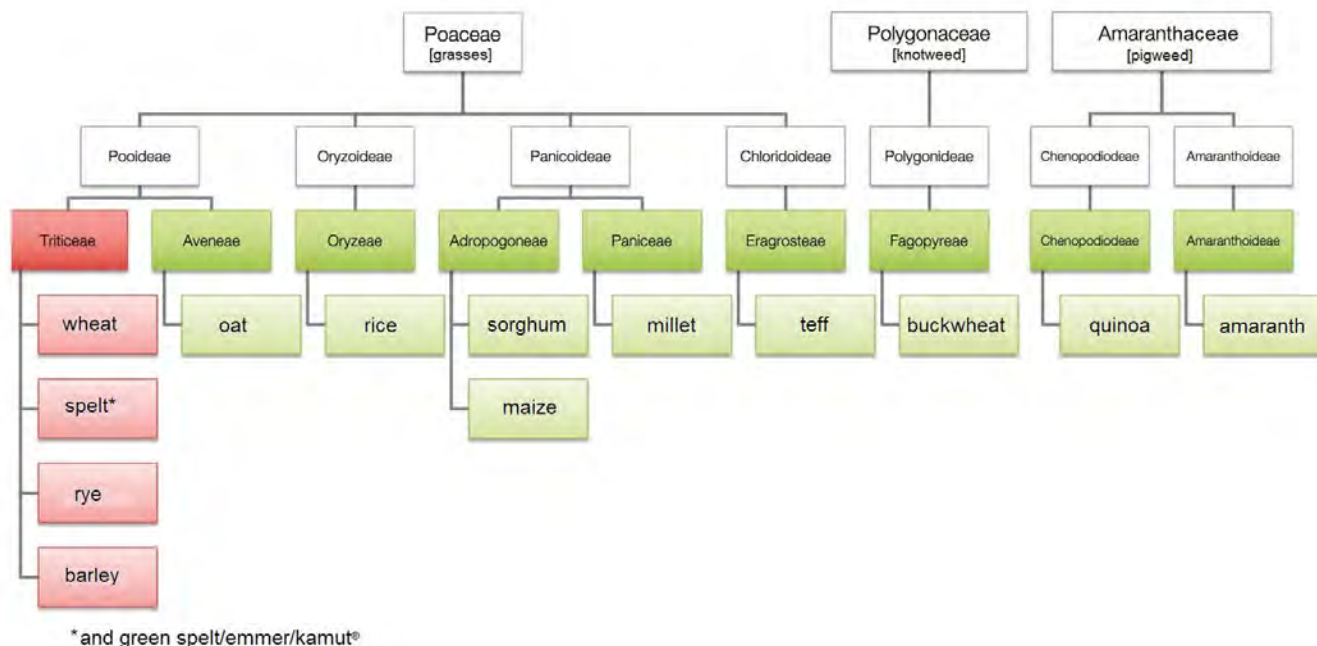 Poaceae
[grasses]
Polygonaceae
[knotweed]
Amaranthaceae
[pigweed]
Pooideae
Oryzoideae
Panicoideae
Chloridoideae
Polygonideae
Chenopodiodeae
Amaranthoideae
Triticeae
Aveneae
Oryzeae
Adropogoneae
Paniceae
Eragrosteae
Fagopyreae
Chenopodiodeae
Amaranthoideae
wheat
oat
rice
sorghum
millet
teff
buckwheat
quinoa
amaranth
spelt*
maize
rye
barley
*and green spelt/emmer/kamut®